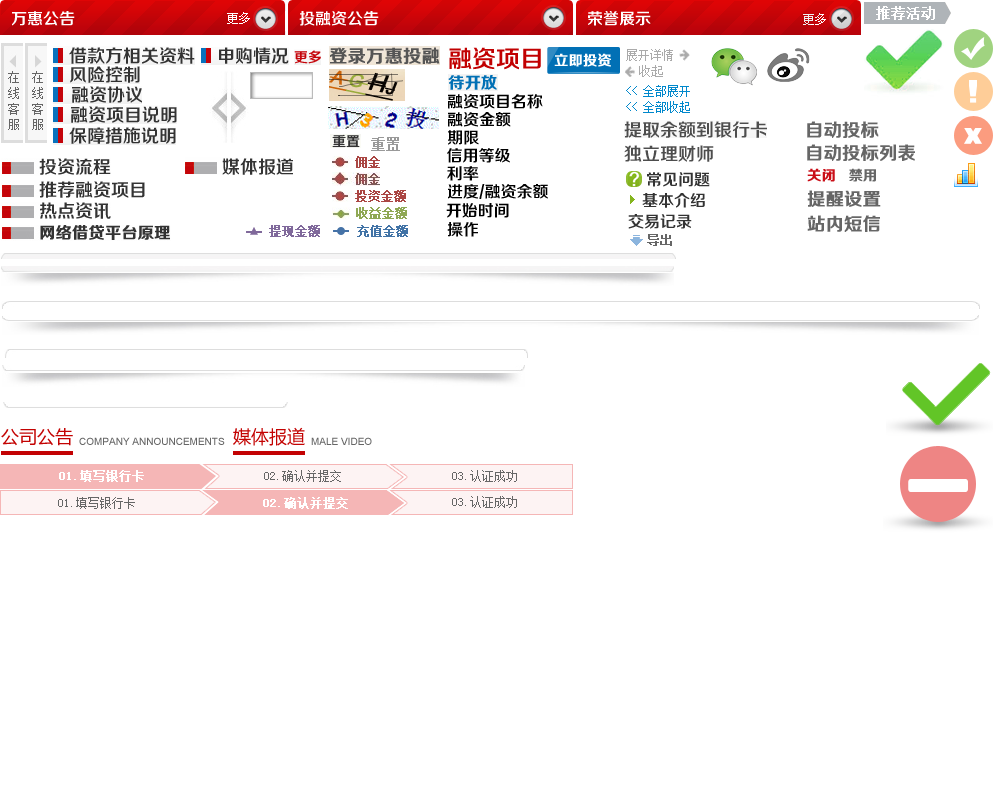 万惠公告 更多
投融资公告
荣誉展示 更多
推荐活动
在线客服
在线客服
借款方相关资料
申购情况 更多
风险控制
融资协议
融资项目说明
保障措施说明
投资流程
媒体报道
推荐融资项目
热点资讯
网络借贷平台原理
登录万惠投融
重置 重置
佣金
佣金
投资金额
收益金额
提现金额
充值金额
融资项目 立即投资
待开放
融资项目名称
融资金额
期限
信用等级
利率
进度/融资余额
开始时间
操作
展开详情
收起
全部展开
全部收起
提取余额到银行卡
独立理财师
常见问题
基本介绍
交易记录
导出
自动投标
自动投标列表
关闭 禁用
提醒设置
站内短信
公司公告 COMPANY ANNOUNCEMENTS
媒体报道 MALE VIDEO
01. 填写银行卡 02. 确认并提交 03. 认证成功
01. 填写银行卡 02. 确认并提交 03. 认证成功